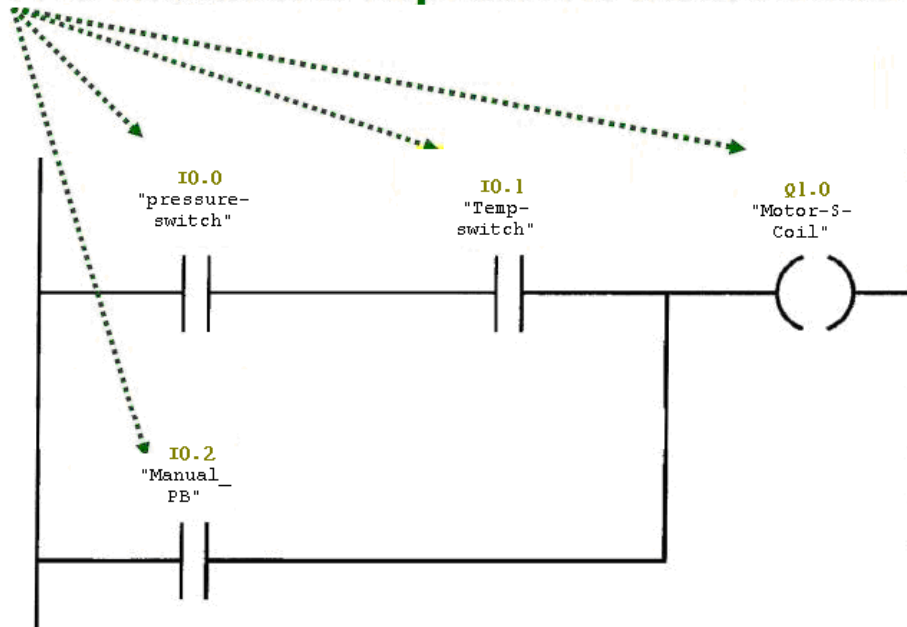 I0.0
"pressure-
switch"
I0.1
"Temp-
switch"
Q1.0
"Motor-S-
Coil"
I0.2
"Manual_
PB"